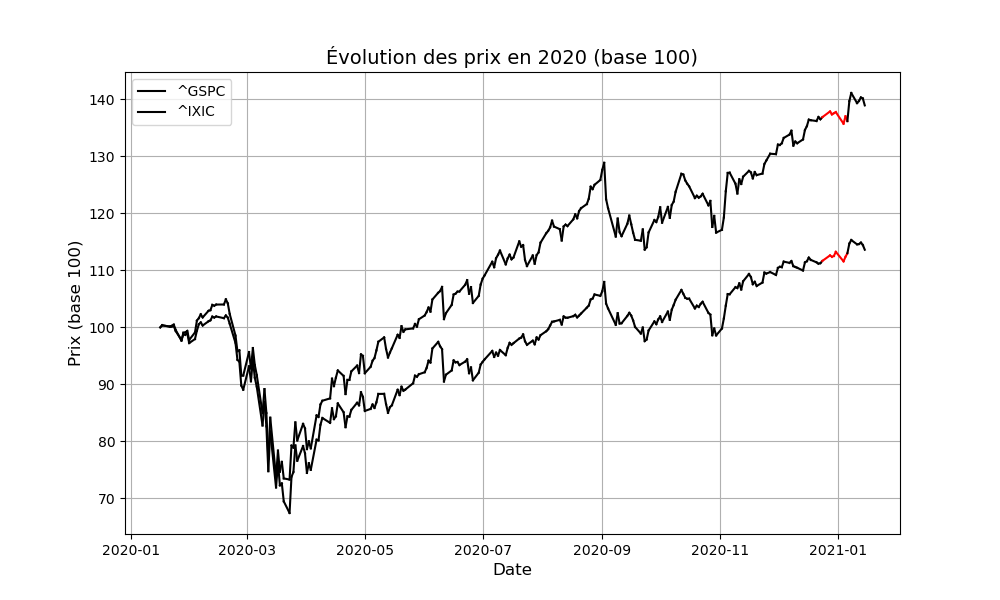 Évolution des prix en 2020 (base 100)
^GSPC
^IXIC
Prix (base 100)
140
130
120
110
100
90
80
70
2020-01 2020-03 2020-05 2020-07 2020-09 2020-11 2021-01
Date